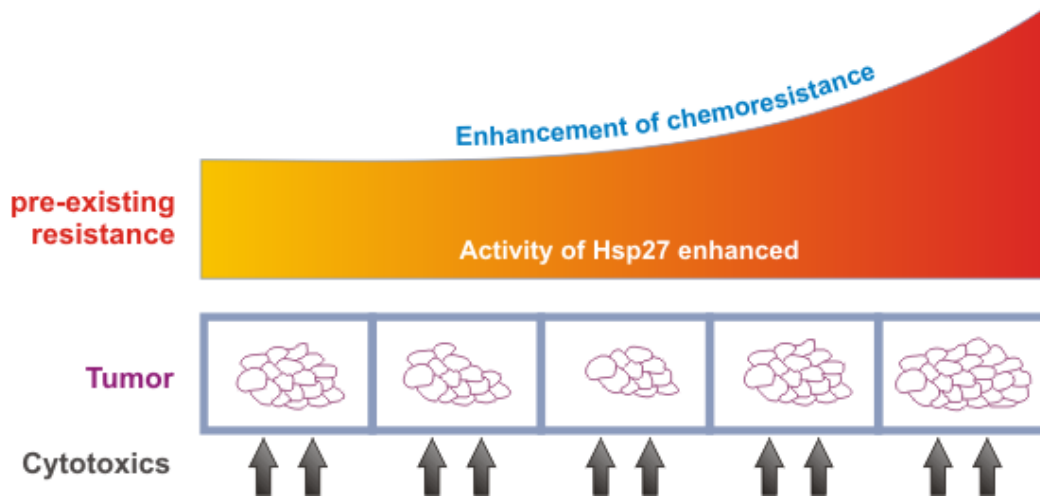 Enhancement of chemoresistance
pre-existing
resistance
Activity of Hsp27 enhanced
Tumor
Cytotoxics